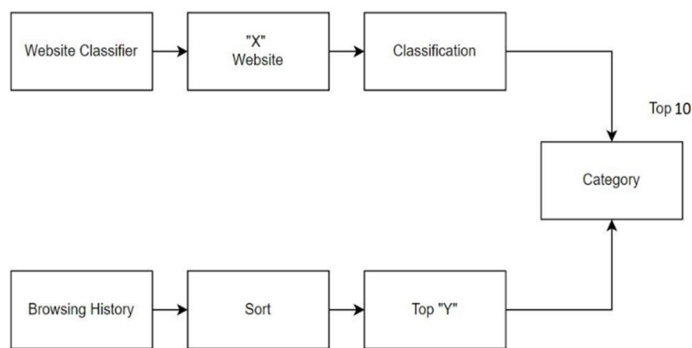 Website Classifier
"X"
Website
Classification
Top 10
Category
Browsing History
Sort
Top "Y"